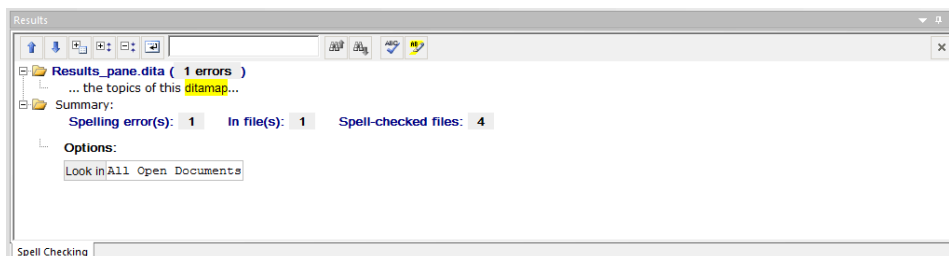 Results
ABC
Results_pane.dita ( 1 errors )
... the topics of this ditamap...
Summary:
Spelling error(s): 1 In file(s): 1 Spell-checked files: 4
Options:
Look in All Open Documents
Spell Checking